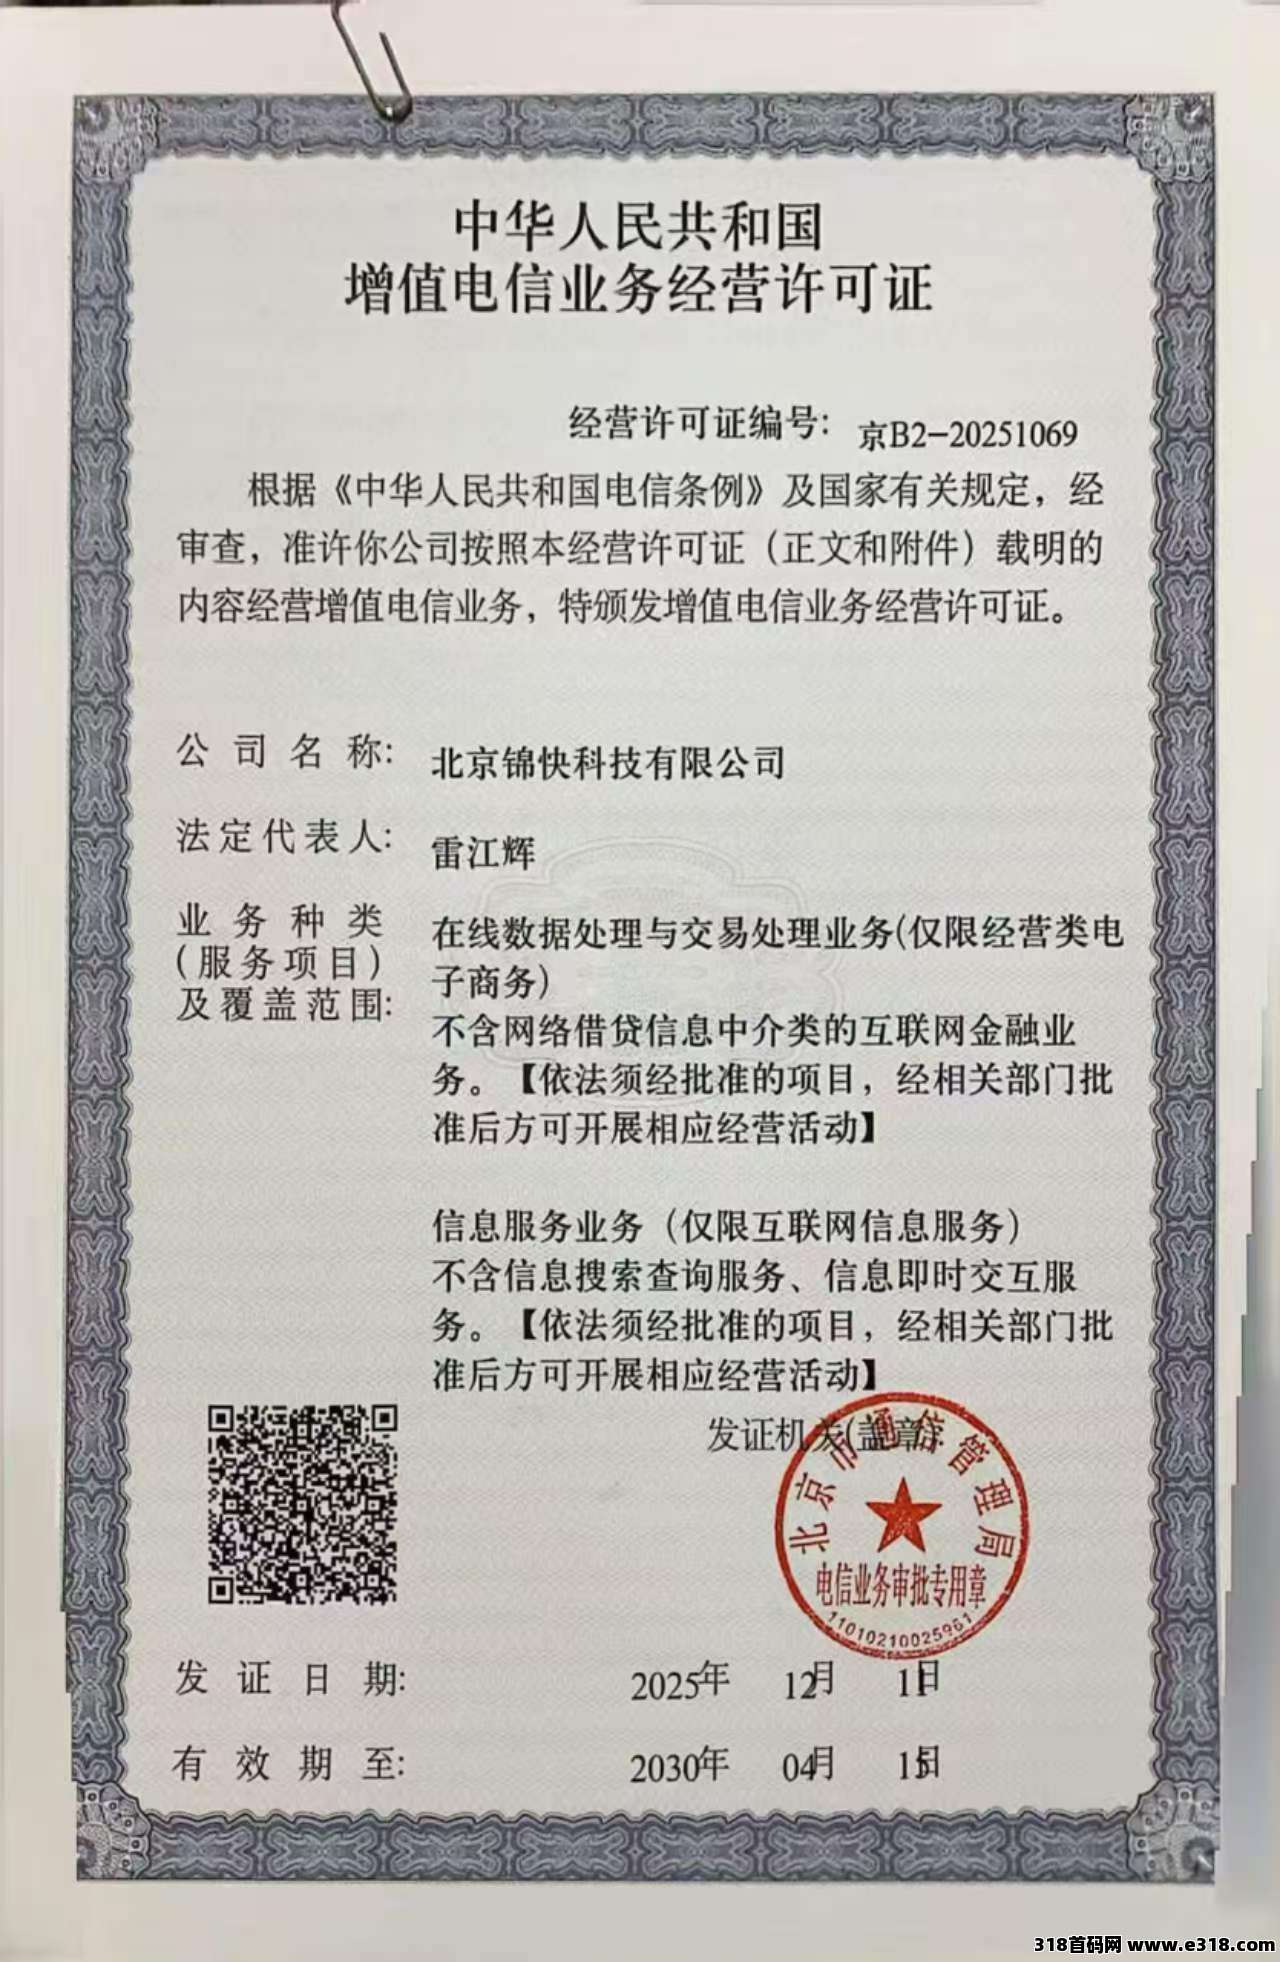 中华人民共和国
增值电信业务经营许可证
经营许可证编号：京B2-20251069
根据《中华人民共和国电信条例》及国家有关规定，经
审查，准许你公司按照本经营许可证（正文和附件）载明的
内容经营增值电信业务，特颁发增值电信业务经营许可证。
公司名称：北京锦快科技有限公司
法定代表人：雷江辉
业务种类
(服务项目)
及覆盖范围：
在线数据处理与交易处理业务(仅限经营类电
子商务)
不含网络借贷信息中介类的互联网金融业
务。【依法须经批准的项目，经相关部门批
准后方可开展相应经营活动】
信息服务业务（仅限互联网信息服务）
不含信息搜索查询服务、信息即时交互服
务。【依法须经批准的项目，经相关部门批
准后方可开展相应经营活动】
发证机关(盖章)：
北京市通信管理局
电信业务审批专用章
11010210025961
发证日期：2025年 12月 11日
有效期至：2030年 04月 15日
318首码网 www.e318.com